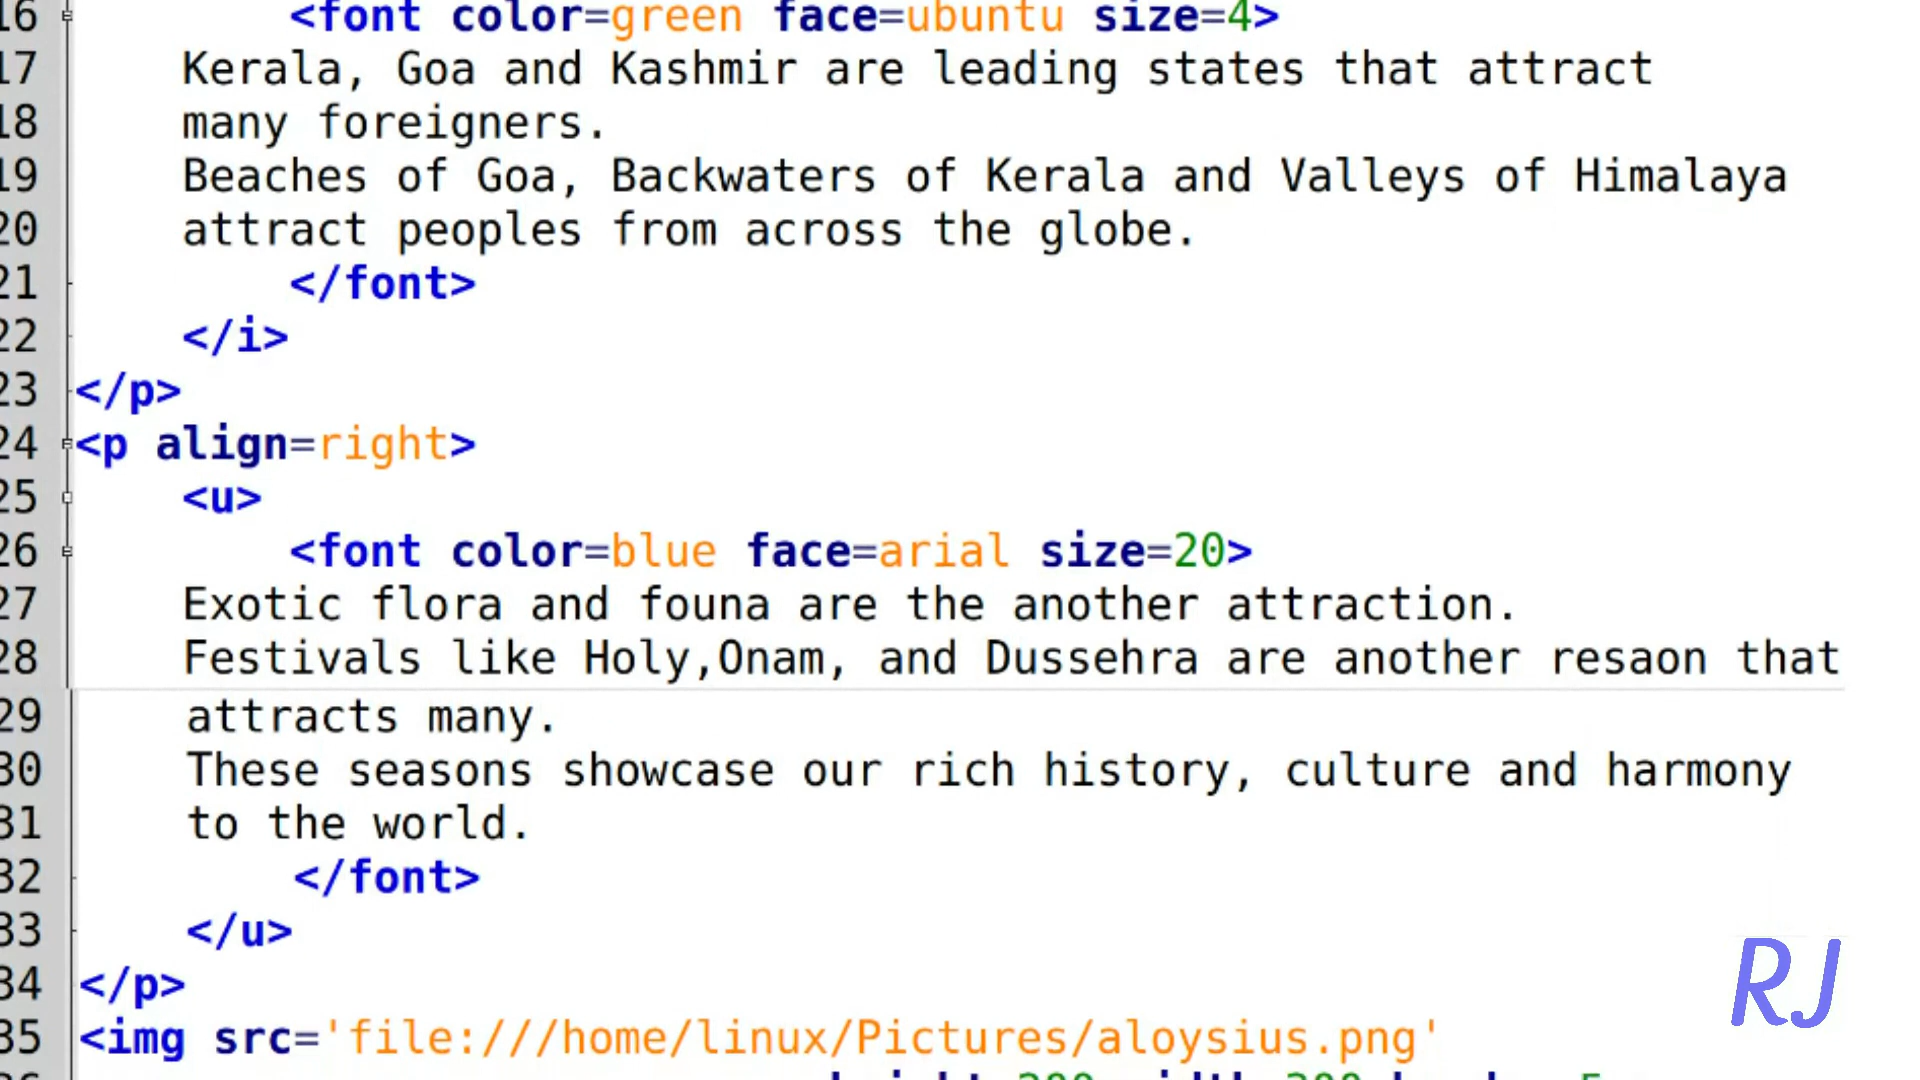 16 <font color=green face=ubuntu size=4>
17 Kerala, Goa and Kashmir are leading states that attract
18 many foreigners.
19 Beaches of Goa, Backwaters of Kerala and Valleys of Himalaya
20 attract peoples from across the globe.
21 </font>
22 </i>
23 </p>
24 <p align=right>
25 <u>
26 <font color=blue face=arial size=20>
27 Exotic flora and founa are the another attraction.
28 Festivals like Holy,Onam, and Dussehra are another resaon that
29 attracts many.
30 These seasons showcase our rich history, culture and harmony
31 to the world.
32 </font>
33 </u>
34 </p>
35 <img src='file:///home/linux/Pictures/aloysius.png'
RJ